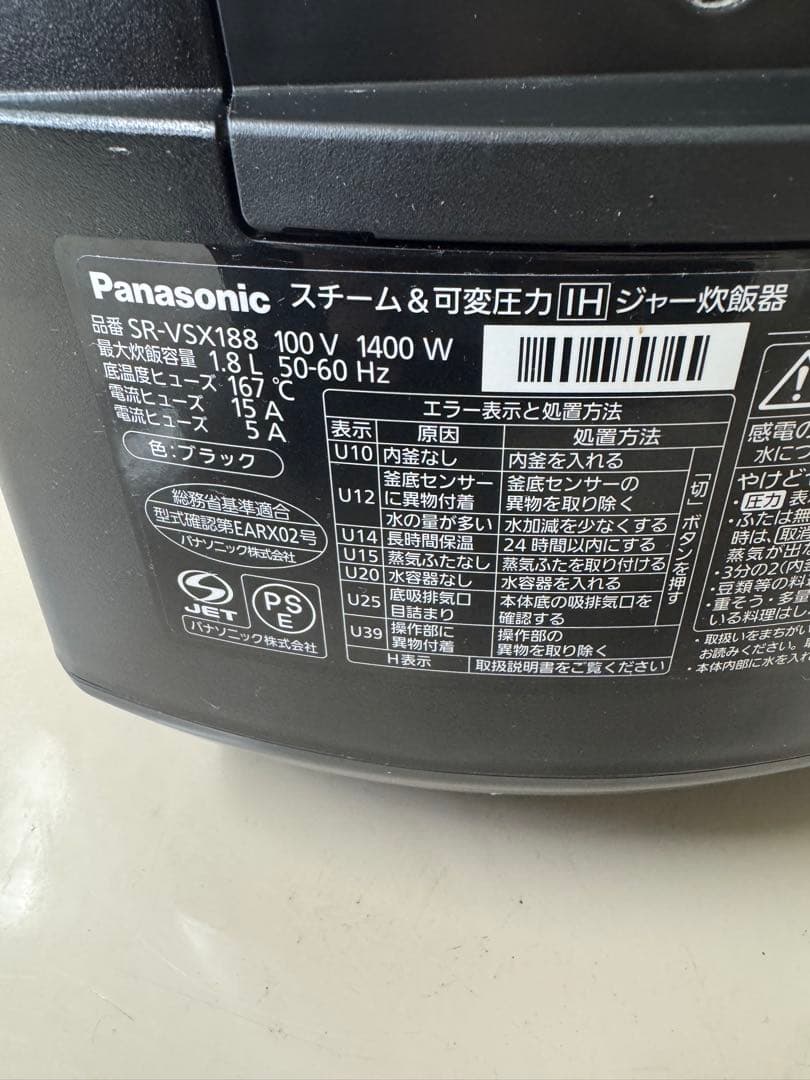 Panasonic スチーム&可変圧力 IH ジャー炊飯器
品番 SR-VSX188 100 V 1400 W
最大炊飯容量 1.8 L 50-60 Hz
底温度ヒューズ 167 ℃
電流ヒューズ 15 A
電流ヒューズ 5 A
色:ブラック
総務省基準適合
型式確認第EARX02号
パナソニック株式会社
JET
PS
E
パナソニック株式会社
エラー表示と処置方法
表示 原因 処置方法
U10 内釜なし 内釜を入れる
U12 釜底センサーに異物付着 釜底センサーの異物を取り除く
水の量が多い 水加減を少なくする
U14 長時間保温 24時間以内にする
U15 蒸気ふたなし 蒸気ふたを取り付ける
U20 水容器なし 水容器を入れる
U25 底吸排気口目詰まり 本体底の吸排気口を確認する
U39 操作部に異物付着 操作部の異物を取り除く
「切」ボタンを押す
H表示 取扱説明書をご覧ください
感電の
水につ
やけど
・圧力 表
・ふたは無
時は、取消
蒸気が出
・3分の2(内
・豆類等の料
・重そう・多量
いる料理はし
・取扱いをまちがい
お読みください。
・本体内部に水を入れ